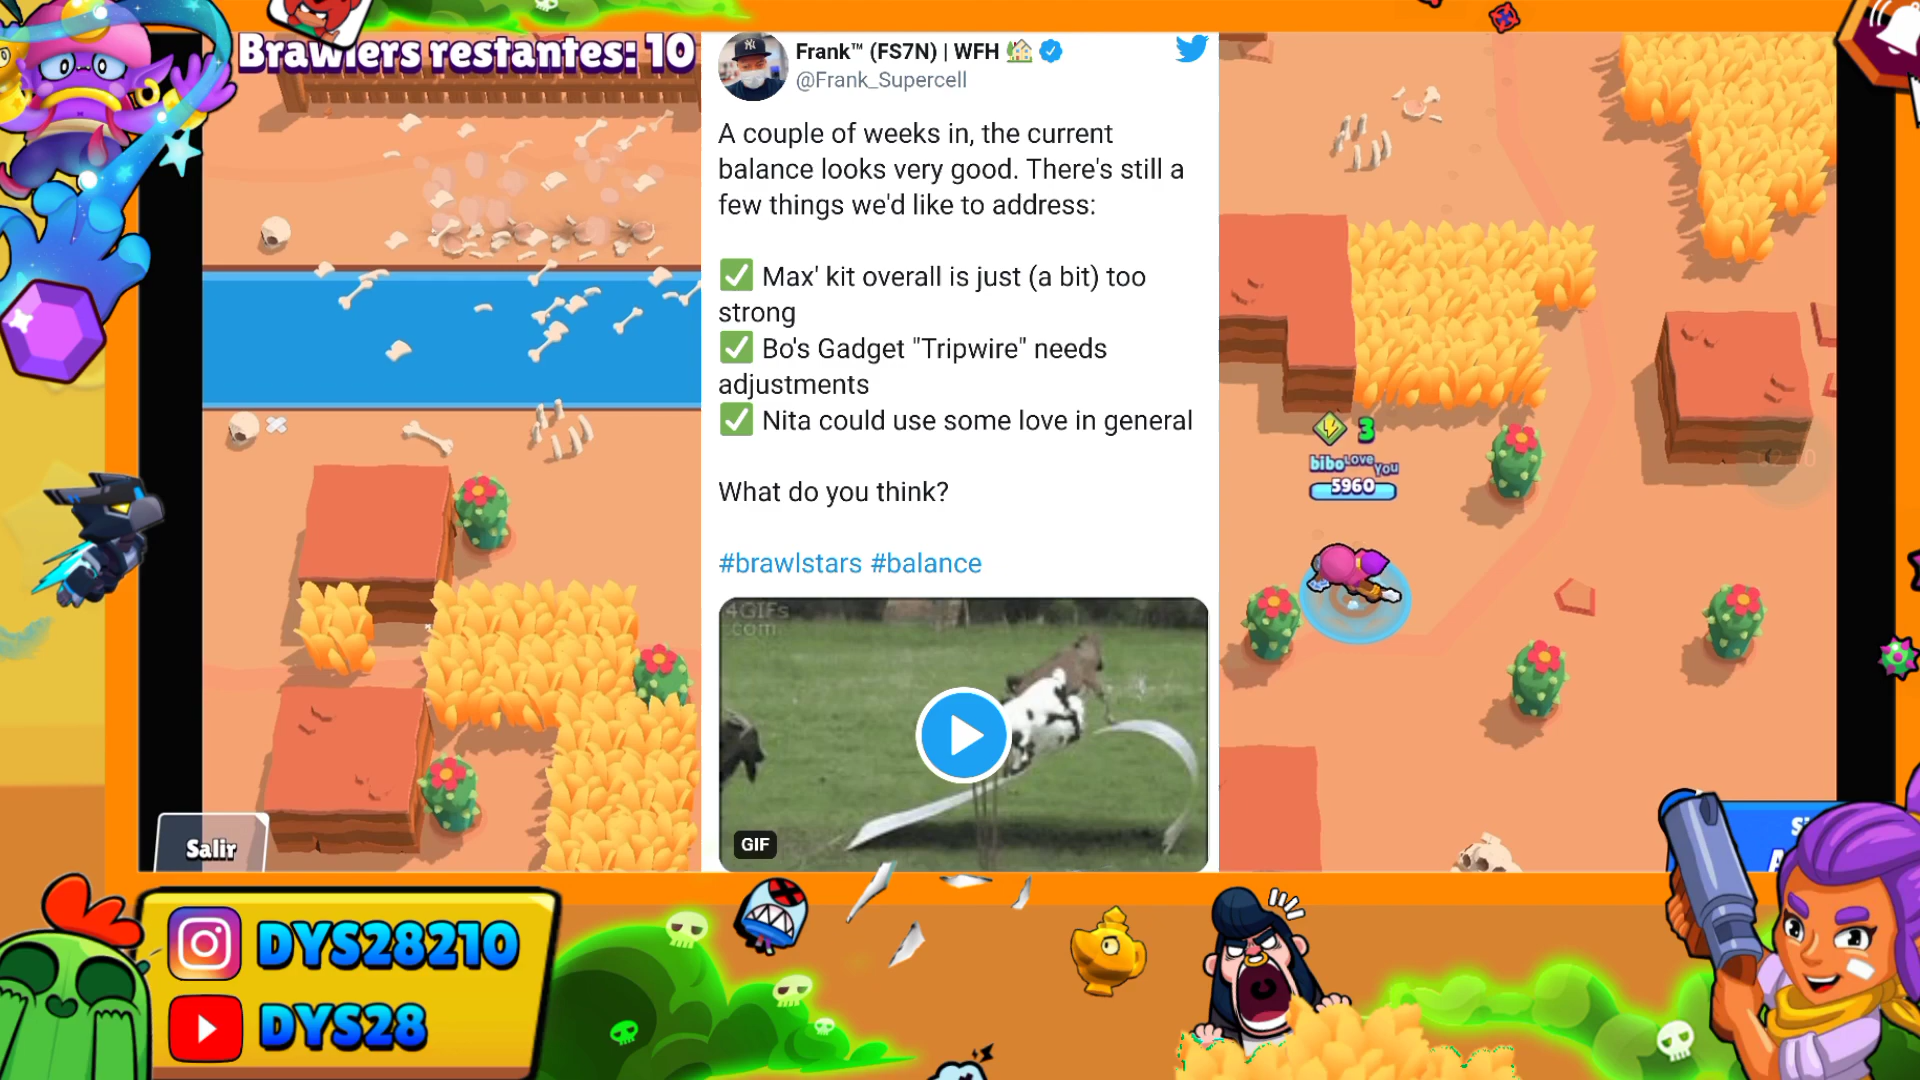 Brawlers restantes: 10
Frank™ (FS7N) | WFH 🏡
@Frank_Supercell
A couple of weeks in, the current
balance looks very good. There's still a
few things we'd like to address:
✅ Max' kit overall is just (a bit) too
strong
✅ Bo's Gadget "Tripwire" needs
adjustments
✅ Nita could use some love in general
What do you think?
#brawlstars #balance
4GIFs
.com
GIF
3
bibo Love You
5960
Salir
DYS28210
DYS28